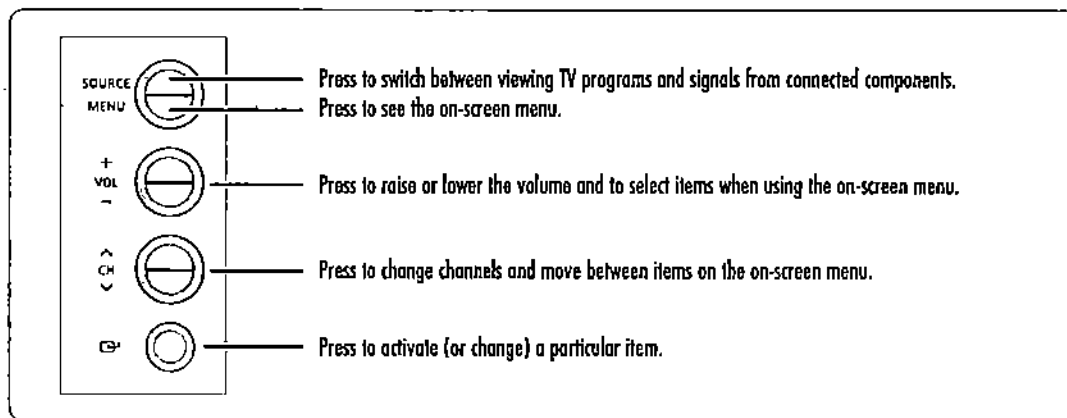 SOURCE
Press to switch between viewing TV programs and signals from connected components.
MENU
Press to see the on-screen menu.
+
VOL
−
Press to raise or lower the volume and to select items when using the on-screen menu.
CH
Press to change channels and move between items on the on-screen menu.
Press to activate (or change) a particular item.